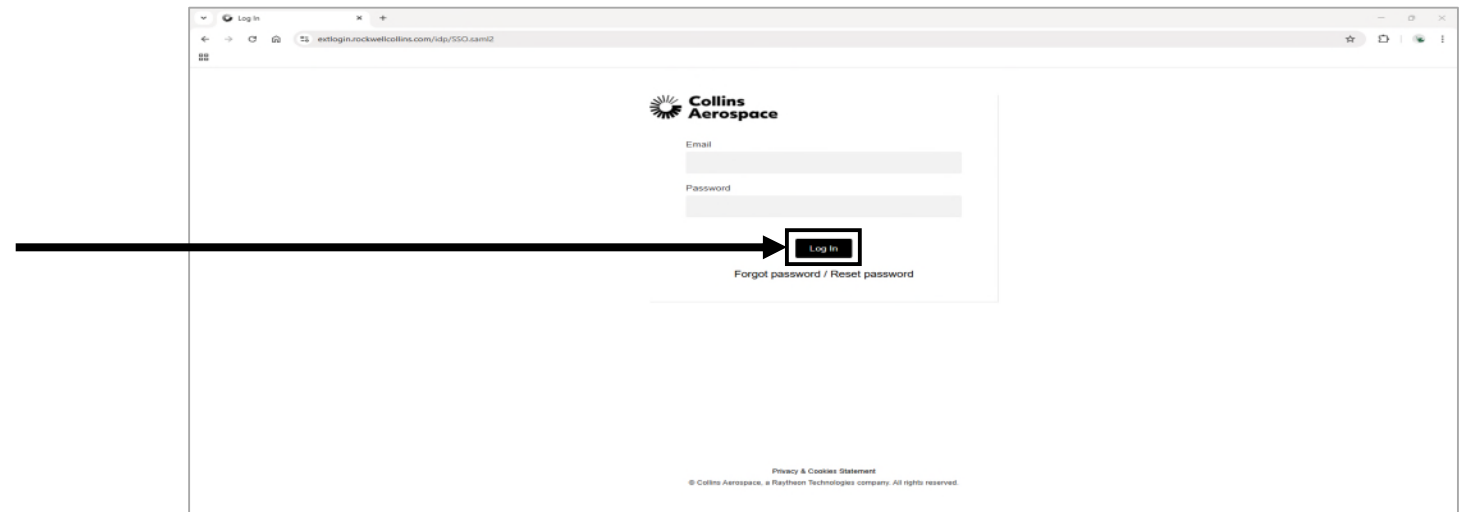 Log In
extlogin.rockwellcollins.com/idp/SSO.saml2
Collins
Aerospace
Email
Password
Log In
Forgot password / Reset password
Privacy & Cookies Statement
© Collins Aerospace, a Raytheon Technologies company. All rights reserved.